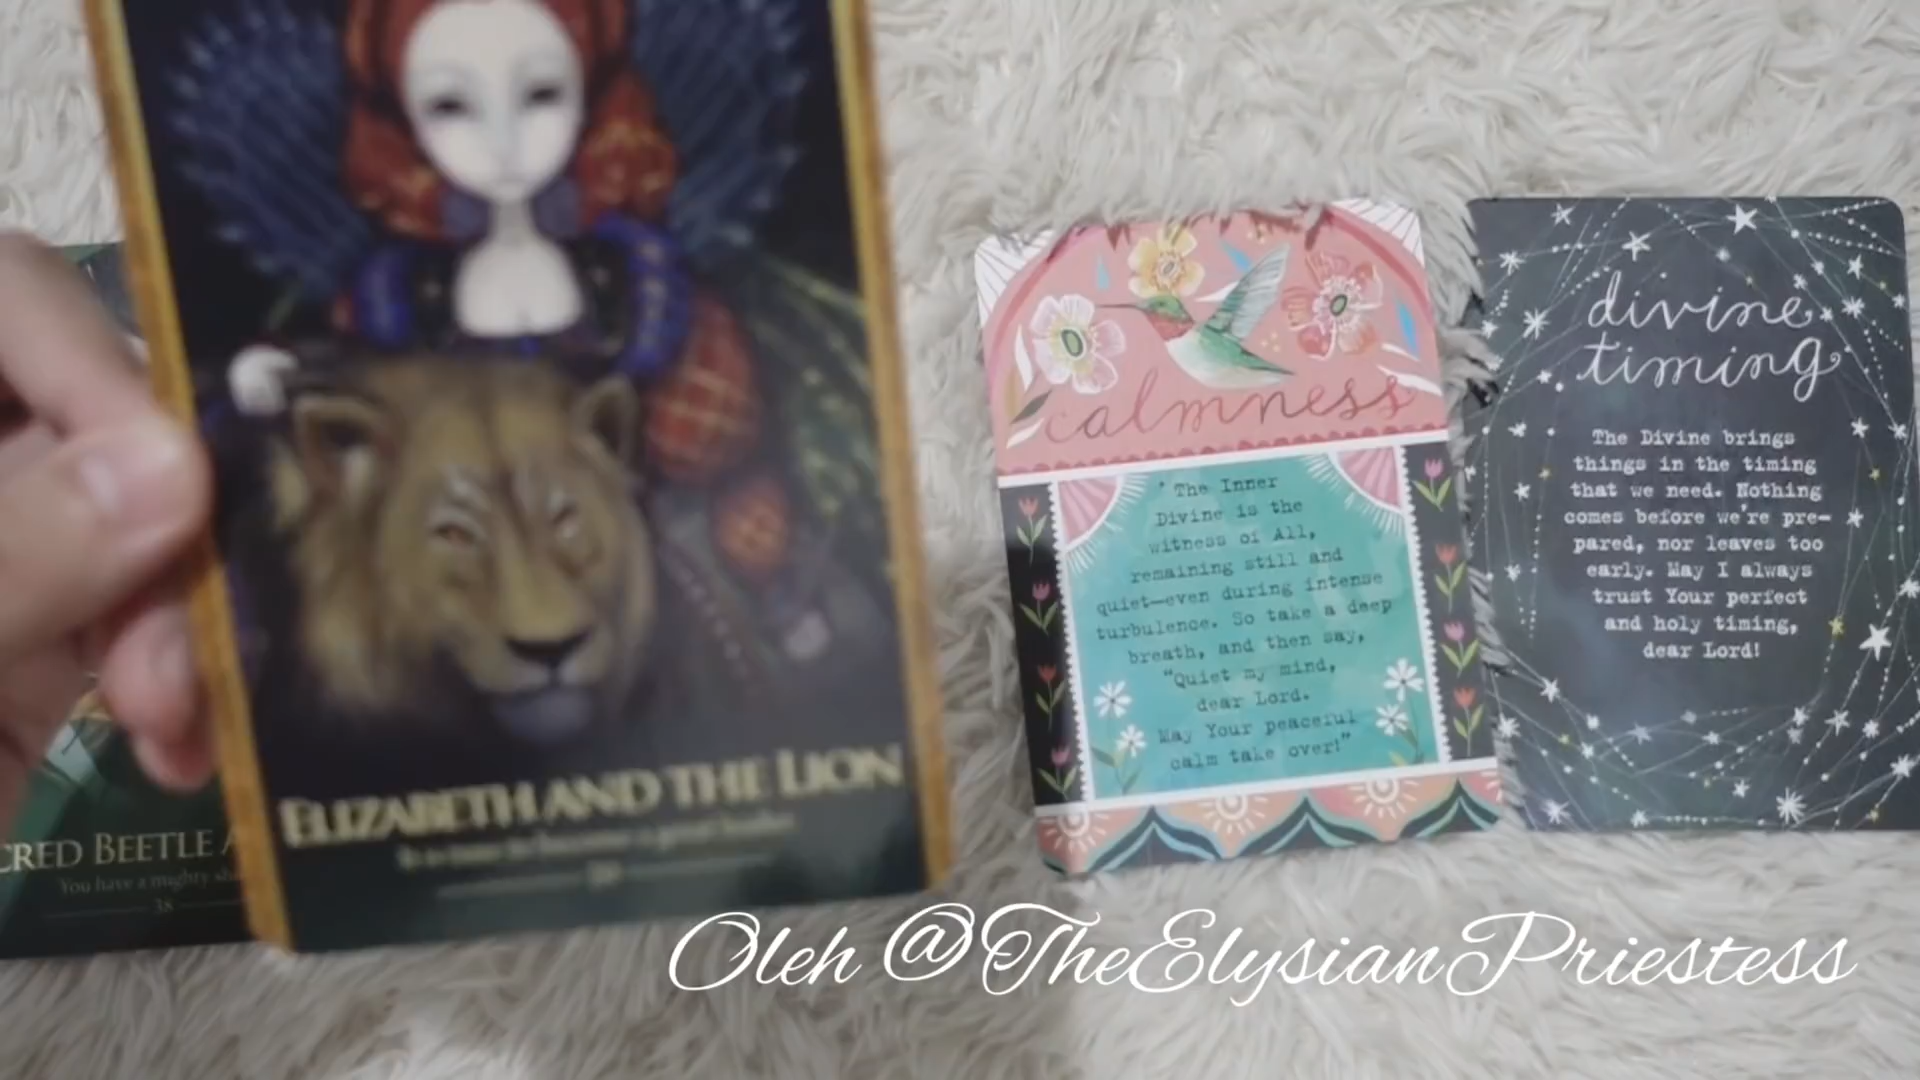 ELIZABETH AND THE LION
CRED BEETLE A
You have a mighty sh
38
calmness
The Inner
Divine is the
witness of All,
remaining still and
quiet—even during intense
turbulence. So take a deep
breath, and then say,
"Quiet my mind,
dear Lord.
May Your peaceful
calm take over!"
divine
timing
The Divine brings
things in the timing
that we need. Nothing
comes before we're pre-
pared, nor leaves too
early. May I always
trust Your perfect
and holy timing,
dear Lord!
Oleh @TheElysianPriestess